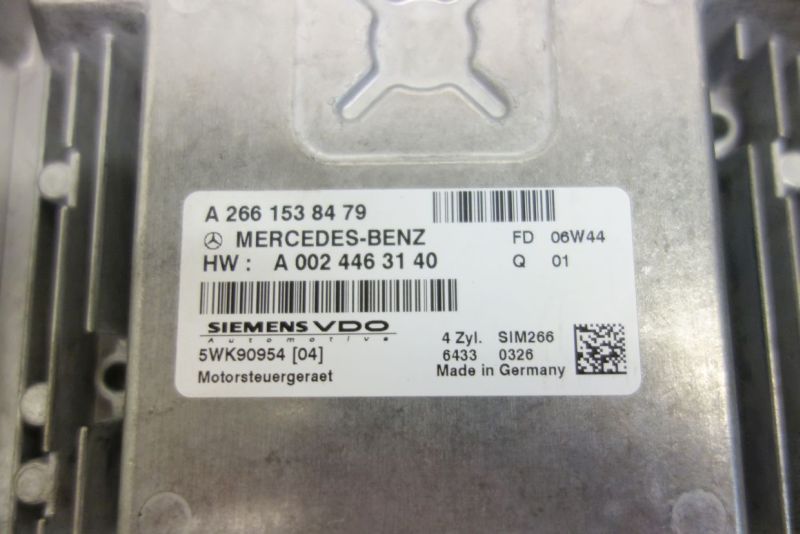 A 266 153 84 79
MERCEDES-BENZ FD 06W44
HW : A 002 446 31 40 Q 01
SIEMENS VDO
Automotive
4 Zyl. SIM266
5WK90954 [04] 6433 0326
Motorsteuergeraet Made in Germany